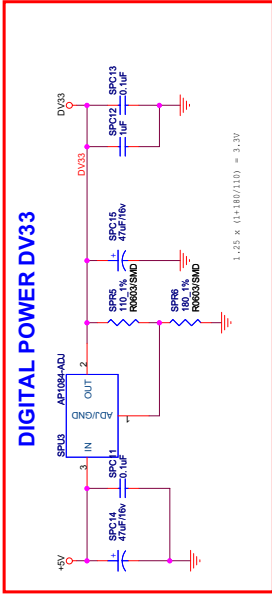 DIGITAL POWER DV33
+5V
SPC14
47uF/16v
SPC11
0.1uF
SPU3
AP1084-ADJ
3
IN
ADJ/GND
OUT
2
1
SPR5
110_1%
R0603/SMD
SPR6
180_1%
R0603/SMD
SPC15
47uF/16v
DV33
SPC12
1uF
SPC13
0.1uF
DV33
1.25 x (1+180/110) = 3.3V